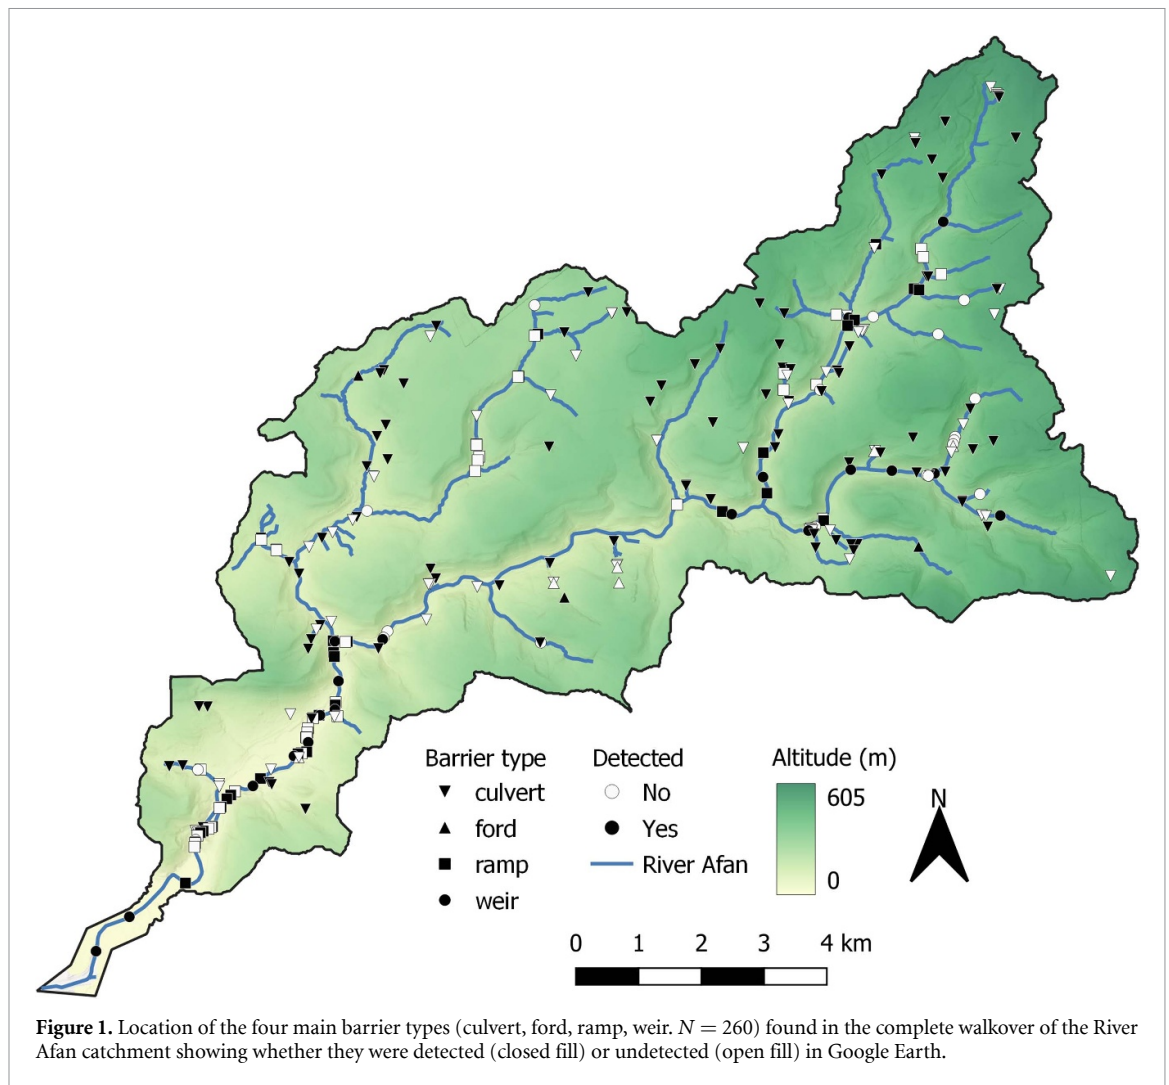 Barrier type
culvert
ford
ramp
weir
Detected
No
Yes
River Afan
Altitude (m)
605
0
N
0 1 2 3 4 km
Figure 1. Location of the four main barrier types (culvert, ford, ramp, weir. N = 260) found in the complete walkover of the River
Afan catchment showing whether they were detected (closed fill) or undetected (open fill) in Google Earth.